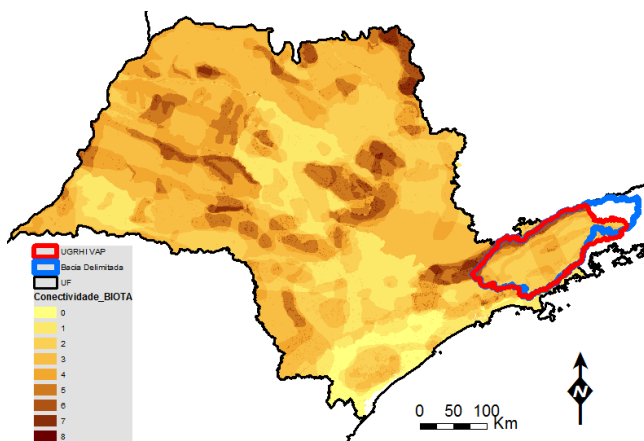 UGRHI VAP
Bacia Delimitada
UF
Conectividade_BIOTA
0
1
2
3
4
5
6
7
8
N
0 50 100
Km